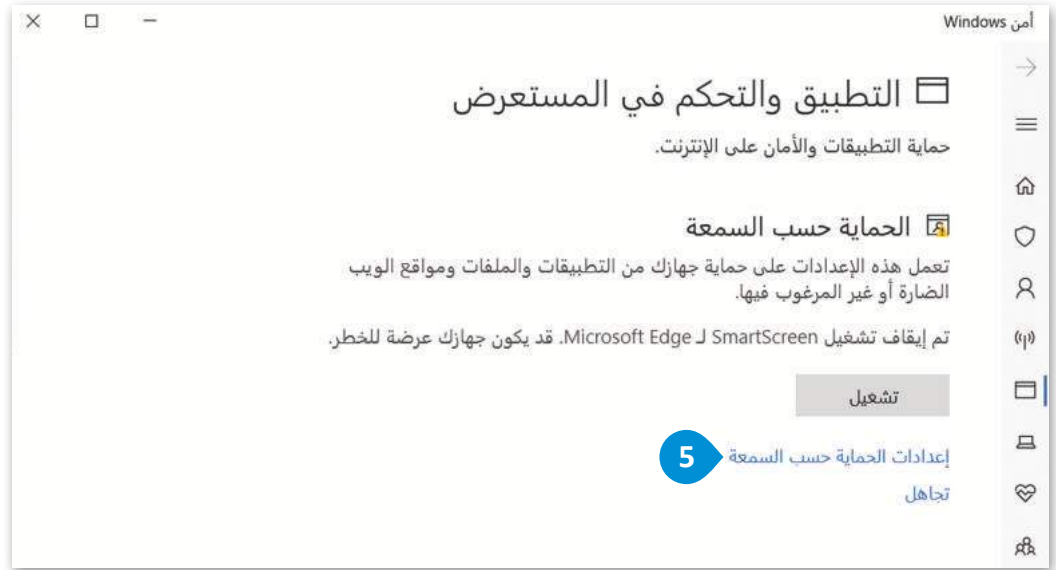 أمن Windows
التطبيق والتحكم في المستعرض
حماية التطبيقات والأمان على الإنترنت.
الحماية حسب السمعة
تعمل هذه الإعدادات على حماية جهازك من التطبيقات والملفات ومواقع الويب
الضارة أو غير المرغوب فيها.
تم إيقاف تشغيل SmartScreen لـ Microsoft Edge. قد يكون جهازك عرضة للخطر.
تشغيل
إعدادات الحماية حسب السمعة 5
تجاهل